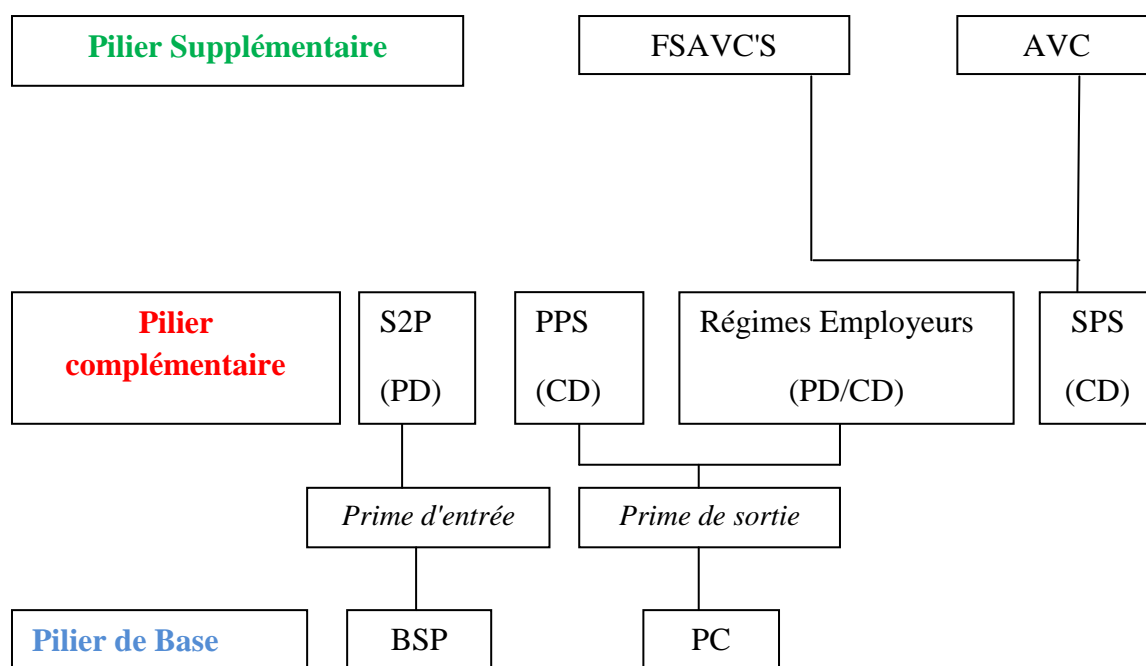 Pilier Supplémentaire
FSAVC'S
AVC
Pilier
complémentaire
S2P
(PD)
PPS
(CD)
Régimes Employeurs
(PD/CD)
SPS
(CD)
Prime d'entrée
Prime de sortie
Pilier de Base
BSP
PC